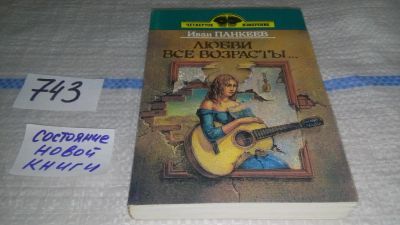 ЧЕТВЕРТОЕ ИЗМЕРЕНИЕ
Иван ПАНКЕЕВ
ЛЮБВИ
ВСЕ ВОЗРАСТЫ...
743
СОСТОЯНИЕ
НОВОЙ
КНИГИ